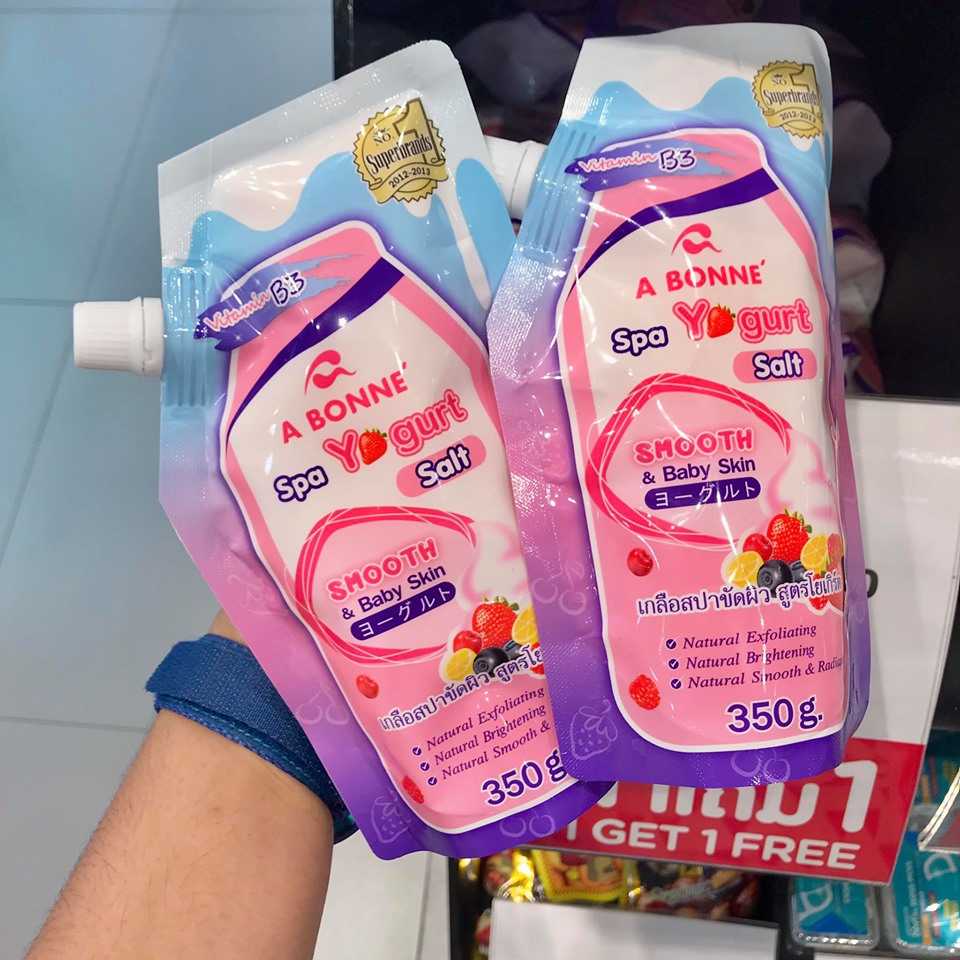 NO.1
Superbrands
2012-2013
Vitamin B3
A BONNE'
Spa Yogurt
Salt
SMOOTH
& Baby Skin
ヨーグルト
เกลือสปาขัดผิว สูตรโย
Natural Exfoliating
Natural Brightening
Natural Smooth &
350 g.
NO.1
Superbrands
2012-2013
Vitamin B3
A BONNE'
Spa Yogurt
Salt
SMOOTH
& Baby Skin
ヨーグルト
เกลือสปาขัดผิว สูตรโยเกิร์ต
Natural Exfoliating
Natural Brightening
Natural Smooth &
350 g.
แถม 1
1 GET 1 FREE